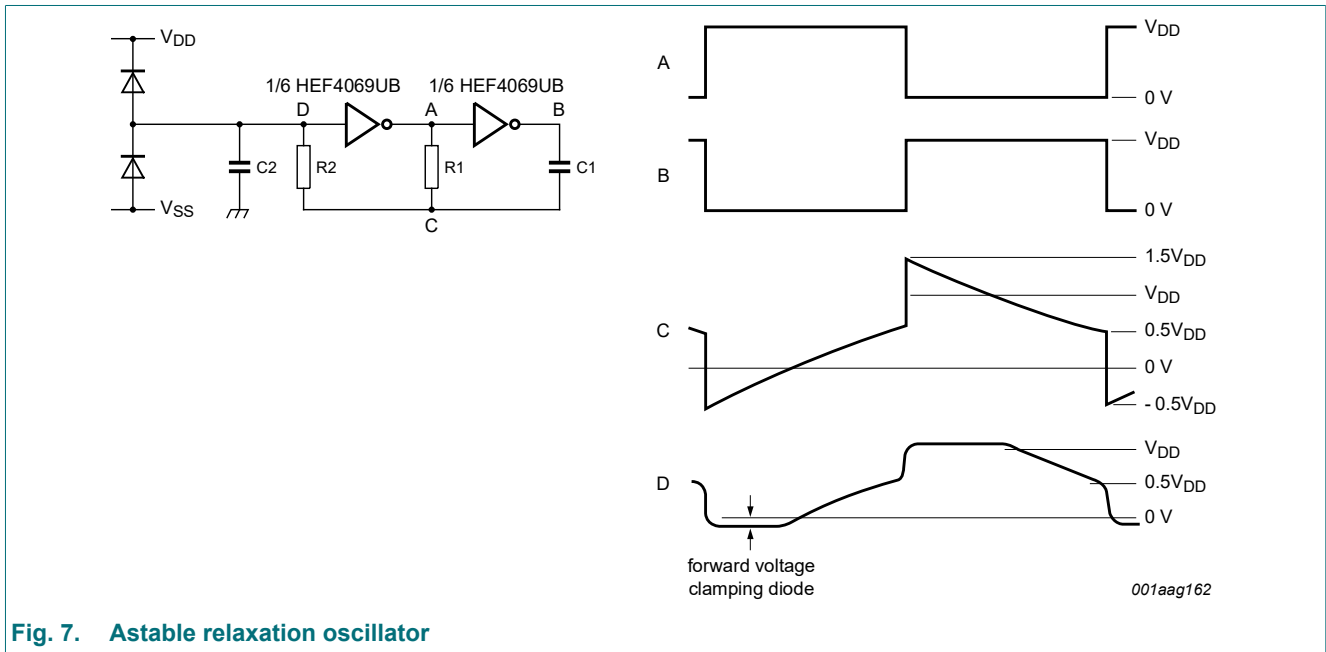 VDD
1/6 HEF4069UB 1/6 HEF4069UB
D A B
C2 R2 R1 C1
VSS
C
A
VDD
0 V
B
VDD
0 V
C
1.5VDD
VDD
0.5VDD
0 V
- 0.5VDD
D
VDD
0.5VDD
0 V
forward voltage
clamping diode
001aag162
Fig. 7. Astable relaxation oscillator